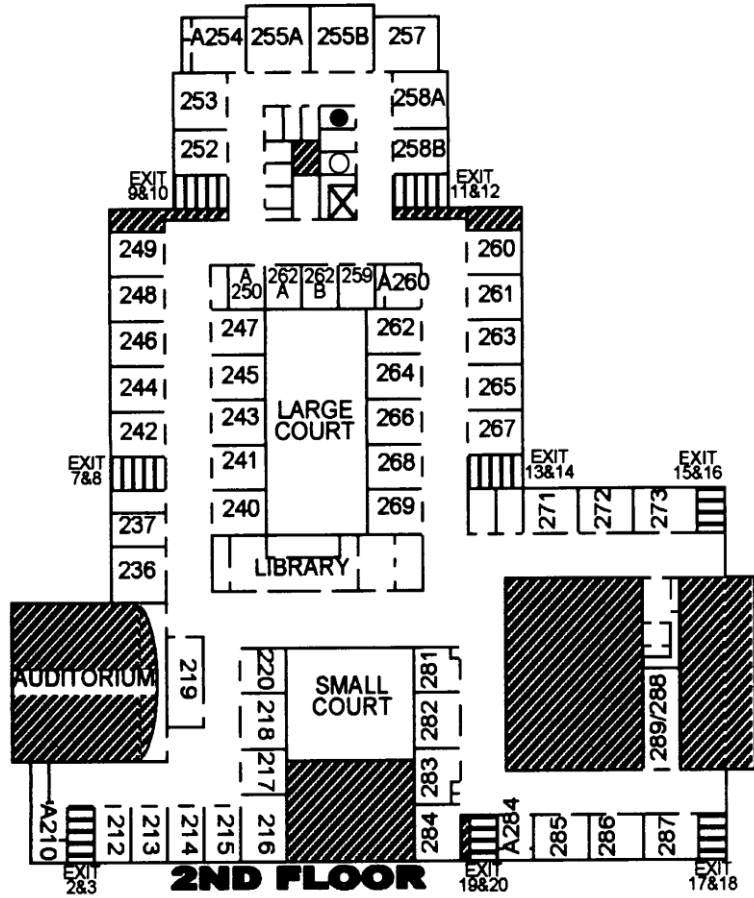 A254 255A 255B 257
253 258A
252 258B
EXIT
9&10
EXIT
11&12
249 260
A
250
262
A
262
B
259 A260
248 261
247 262
246 263
245 264
244 265
LARGE
COURT
243 266
242 267
241 268
EXIT
7&8
EXIT
13&14
EXIT
15&16
240 269
271 272 273
237
236
LIBRARY
AUDITORIUM
219
220
SMALL
COURT
281
218 282
289/288
217 283
A210 1212 1213 1214 1215 216 284 A284 285 286 287
EXIT
2&3
2ND FLOOR
EXIT
19&20
EXIT
17&18